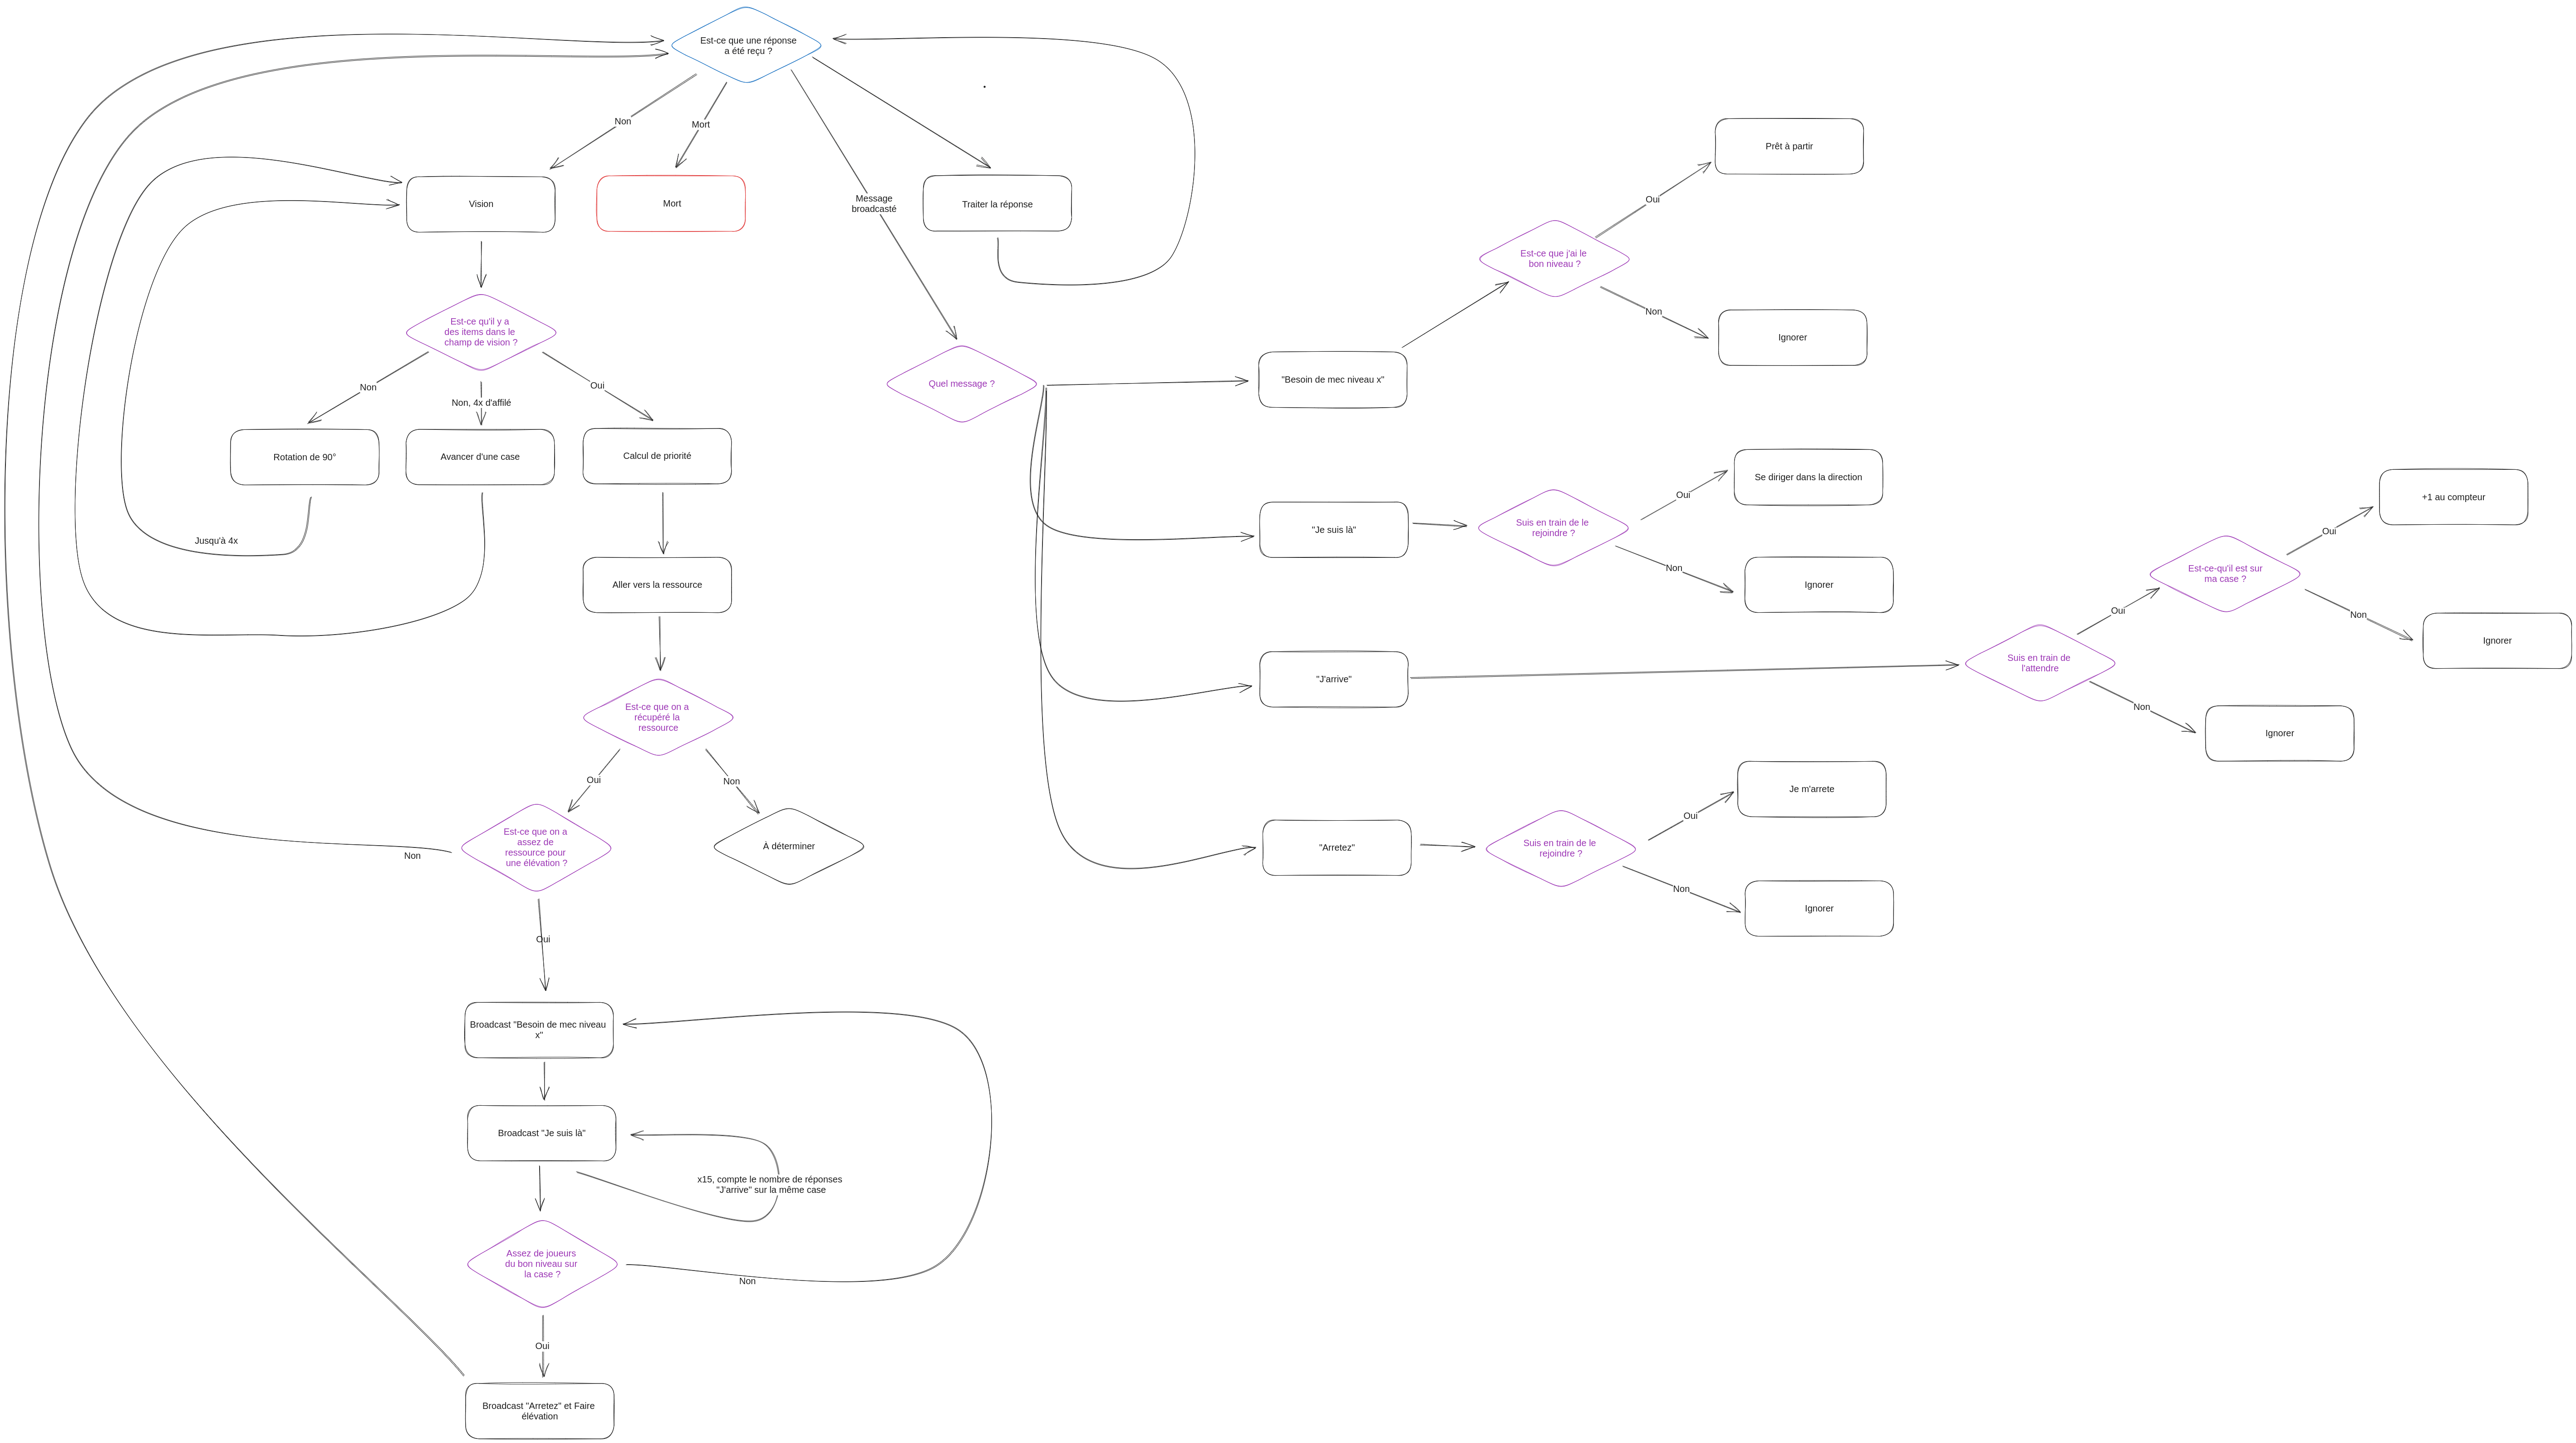 Est-ce que une réponse
a été reçu ?
Non
Mort
Message
broadcasté
Vision
Mort
Traiter la réponse
Est-ce qu'il y a
des items dans le
champ de vision ?
Non
Non, 4x d'affilé
Oui
Rotation de 90°
Avancer d'une case
Calcul de priorité
Jusqu'à 4x
Aller vers la ressource
Est-ce que on a
récupéré la
ressource
Oui
Non
Est-ce que on a
assez de
ressource pour
une élévation ?
À déterminer
Non
Oui
Broadcast "Besoin de mec niveau
x"
Broadcast "Je suis là"
x15, compte le nombre de réponses
"J'arrive" sur la même case
Assez de joueurs
du bon niveau sur
la case ?
Non
Oui
Broadcast "Arretez" et Faire
élévation
Quel message ?
"Besoin de mec niveau x"
Est-ce que j'ai le
bon niveau ?
Oui
Prêt à partir
Non
Ignorer
"Je suis là"
Suis en train de le
rejoindre ?
Oui
Se diriger dans la direction
Non
Ignorer
"J'arrive"
Suis en train de
l'attendre
Oui
Est-ce-qu'il est sur
ma case ?
Oui
+1 au compteur
Non
Ignorer
Non
Ignorer
"Arretez"
Suis en train de le
rejoindre ?
Oui
Je m'arrete
Non
Ignorer